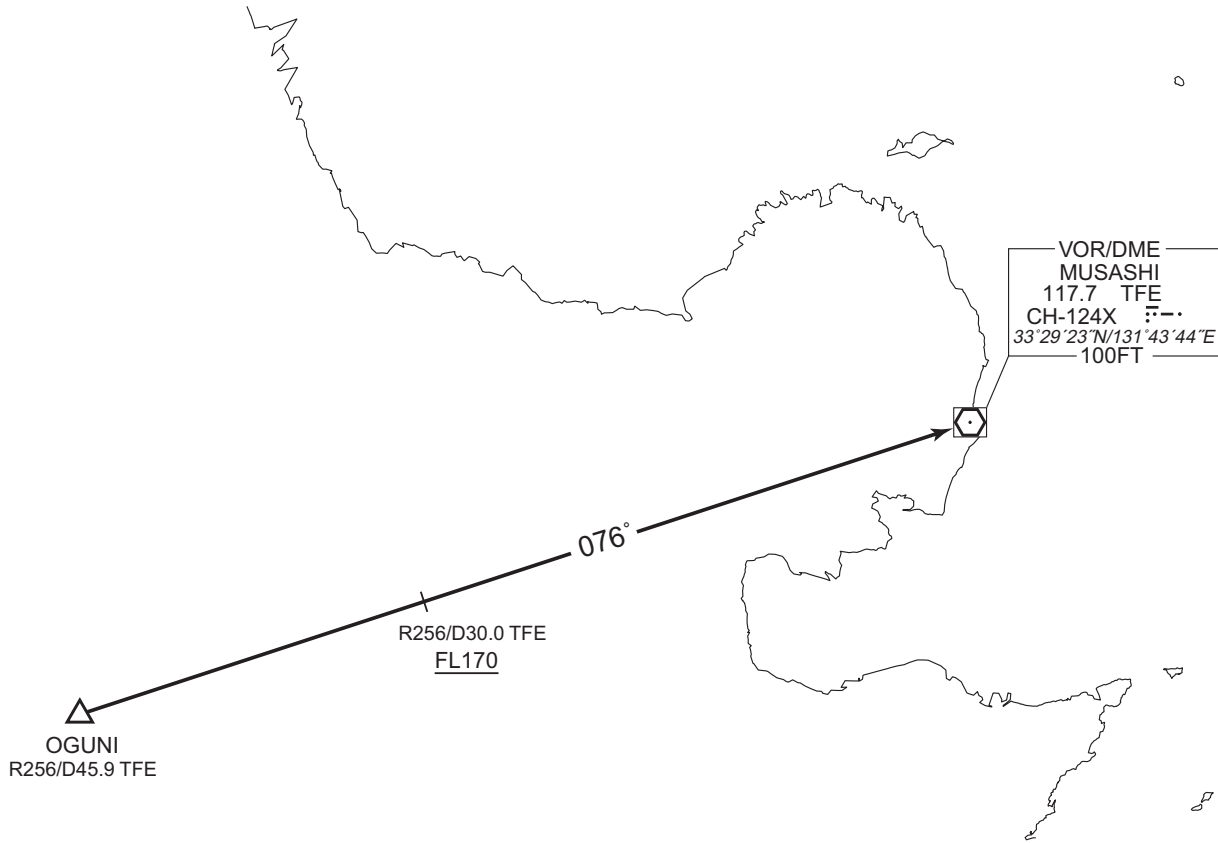 VOR/DME
MUSASHI
117.7 TFE
CH-124X
33°29´23˝N/131°43´44˝E
100FT
076°
R256/D30.0 TFE
FL170
OGUNI
R256/D45.9 TFE